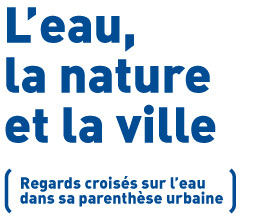 L'eau,
la nature
et la ville
Regards croisés sur l'eau
dans sa parenthèse urbaine